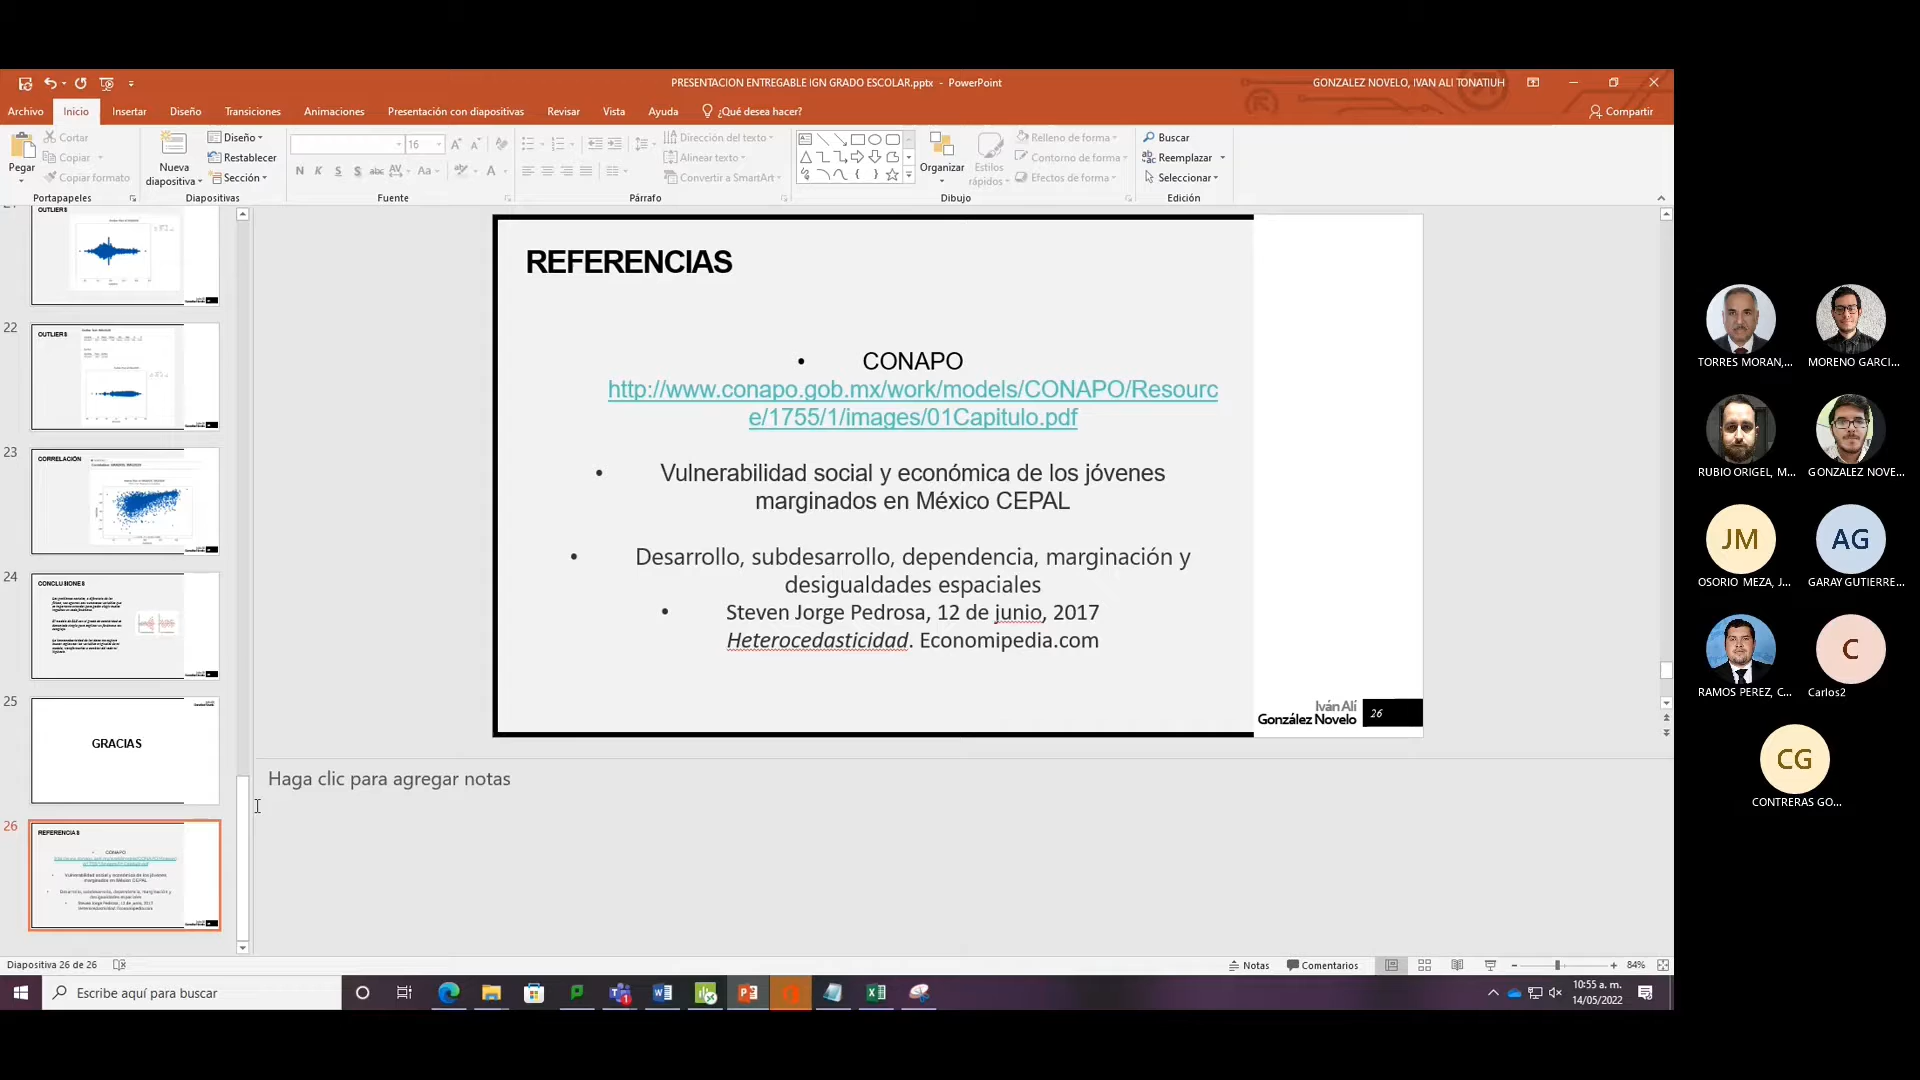 PRESENTACION ENTREGABLE IGN GRADO ESCOLAR.pptx - PowerPoint
GONZALEZ NOVELO, IVAN ALI TONATIUH
Archivo Inicio Insertar Diseño Transiciones Animaciones Presentación con diapositivas Revisar Vista Ayuda ¿Qué desea hacer? Compartir
Pegar
Cortar
Copiar
Copiar formato
Portapapeles
Nueva diapositiva
Diseño
Restablecer
Sección
Diapositivas
16
N K S S abc AV Aa A
Fuente
Dirección del texto
Alinear texto
Convertir a SmartArt
Párrafo
Organizar
Estilos rápidos
Relleno de forma
Contorno de forma
Efectos de forma
Dibujo
Buscar
Reemplazar
Seleccionar
Edición
OUTLIERS
22
OUTLIERS
23
CORRELACIÓN
24
CONCLUSIONES
25
GRACIAS
26
REFERENCIAS
REFERENCIAS
• CONAPO
http://www.conapo.gob.mx/work/models/CONAPO/Resourc
e/1755/1/images/01Capitulo.pdf
• Vulnerabilidad social y económica de los jóvenes
marginados en México CEPAL
• Desarrollo, subdesarrollo, dependencia, marginación y
desigualdades espaciales
• Steven Jorge Pedrosa, 12 de junio, 2017
Heterocedasticidad. Economipedia.com
Iván Alí
González Novelo
26
Haga clic para agregar notas
Diapositiva 26 de 26
Notas
Comentarios
84%
Escribe aquí para buscar
10:55 a. m.
14/05/2022
TORRES MORAN,...
MORENO GARCI...
RUBIO ORIGEL, M...
GONZALEZ NOVE...
JM
OSORIO MEZA, J...
AG
GARAY GUTIERRE...
RAMOS PEREZ, C...
C
Carlos2
CG
CONTRERAS GO...